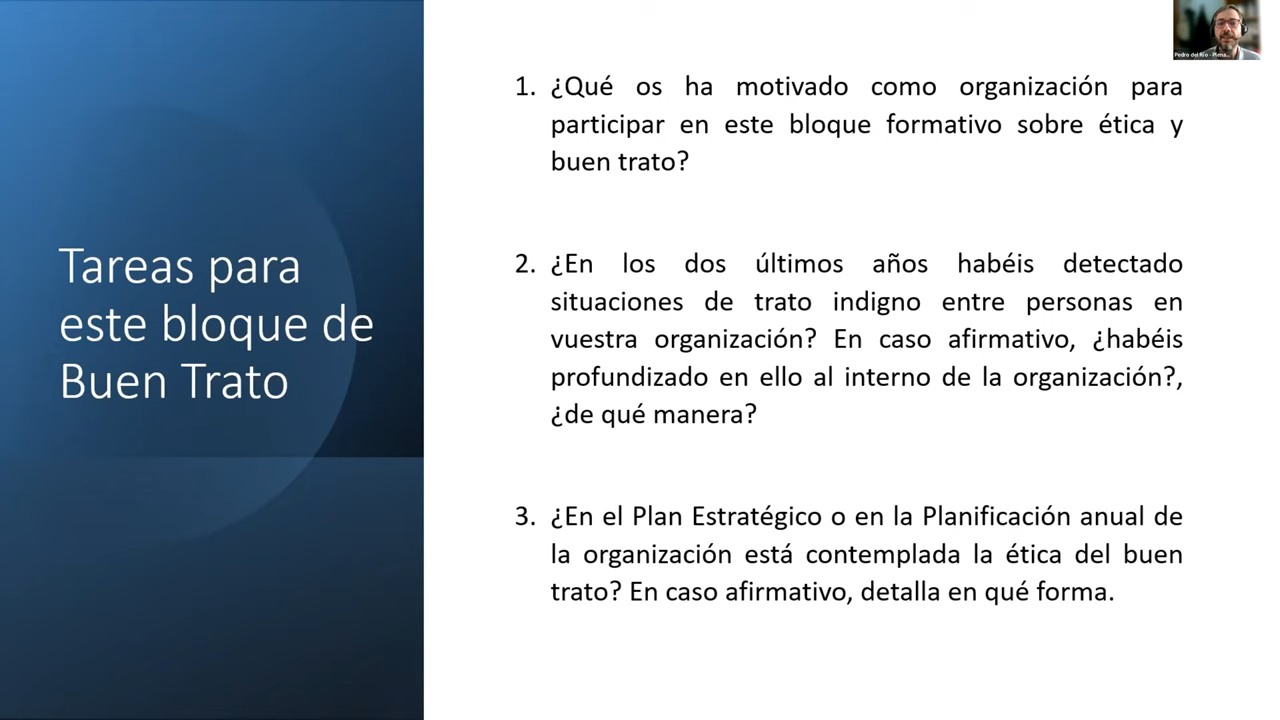 Tareas para
este bloque de
Buen Trato
1. ¿Qué os ha motivado como organización para
participar en este bloque formativo sobre ética y
buen trato?
2. ¿En los dos últimos años habéis detectado
situaciones de trato indigno entre personas en
vuestra organización? En caso afirmativo, ¿habéis
profundizado en ello al interno de la organización?,
¿de qué manera?
3. ¿En el Plan Estratégico o en la Planificación anual de
la organización está contemplada la ética del buen
trato? En caso afirmativo, detalla en qué forma.
Pedro del Río - Plena...